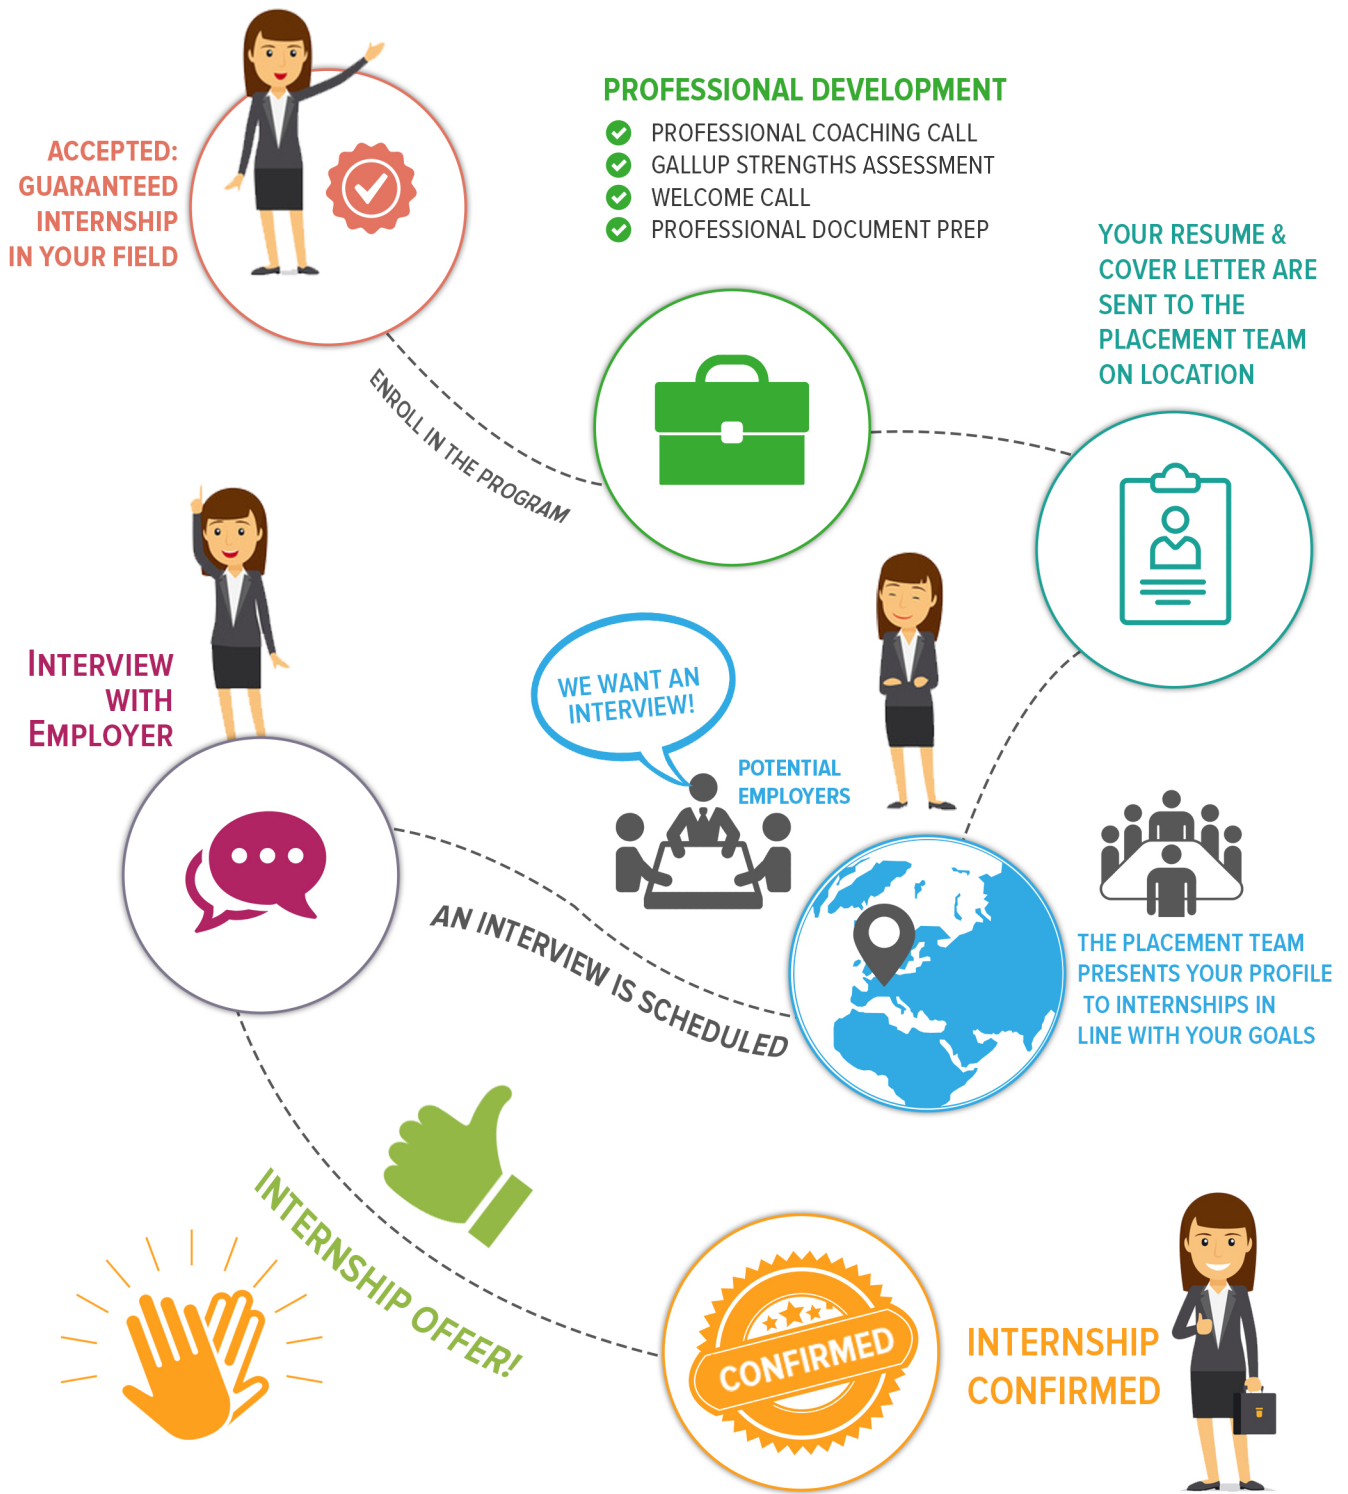 ACCEPTED:
GUARANTEED
INTERNSHIP
IN YOUR FIELD
ENROLL IN THE PROGRAM
PROFESSIONAL DEVELOPMENT
PROFESSIONAL COACHING CALL
GALLUP STRENGTHS ASSESSMENT
WELCOME CALL
PROFESSIONAL DOCUMENT PREP
YOUR RESUME &
COVER LETTER ARE
SENT TO THE
PLACEMENT TEAM
ON LOCATION
THE PLACEMENT TEAM
PRESENTS YOUR PROFILE
TO INTERNSHIPS IN
LINE WITH YOUR GOALS
WE WANT AN
INTERVIEW!
POTENTIAL
EMPLOYERS
AN INTERVIEW IS SCHEDULED
INTERVIEW
WITH
EMPLOYER
INTERNSHIP OFFER!
CONFIRMED
INTERNSHIP
CONFIRMED